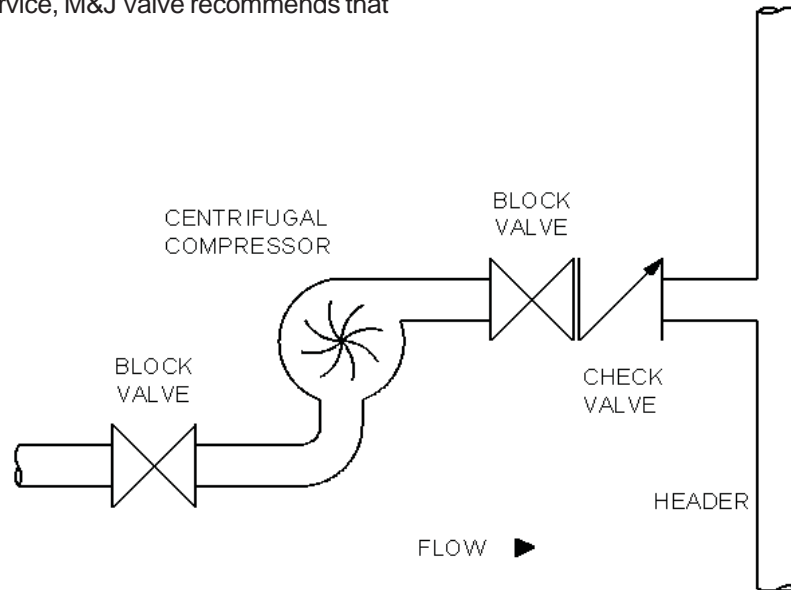 rvice, M&J Valve recommends that
BLOCK
VALVE
CENTRIFUGAL
COMPRESSOR
BLOCK
VALVE
CHECK
VALVE
HEADER
FLOW